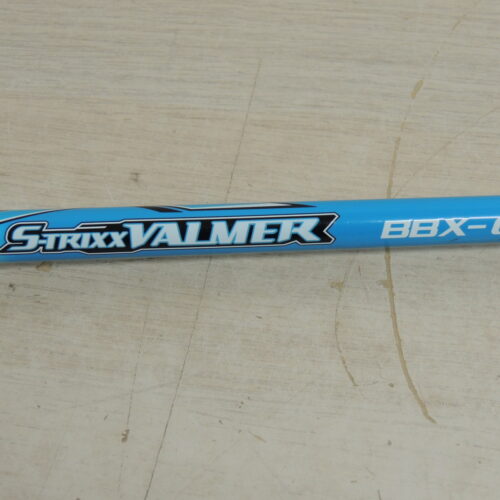 S-TRIXX VALMER BBX-